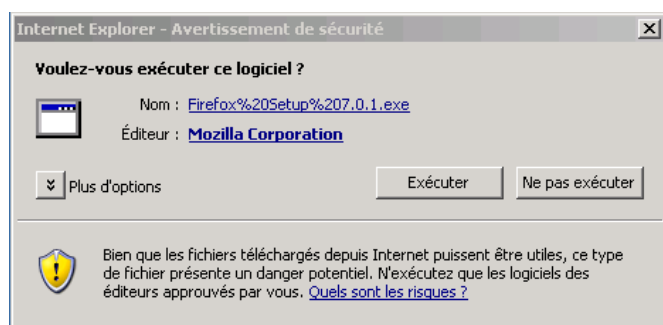 Internet Explorer - Avertissement de sécurité
Voulez-vous exécuter ce logiciel ?
Nom : Firefox%20Setup%207.0.1.exe
Éditeur : Mozilla Corporation
Plus d'options
Exécuter
Ne pas exécuter
Bien que les fichiers téléchargés depuis Internet puissent être utiles, ce type
de fichier présente un danger potentiel. N'exécutez que les logiciels des
éditeurs approuvés par vous. Quels sont les risques ?